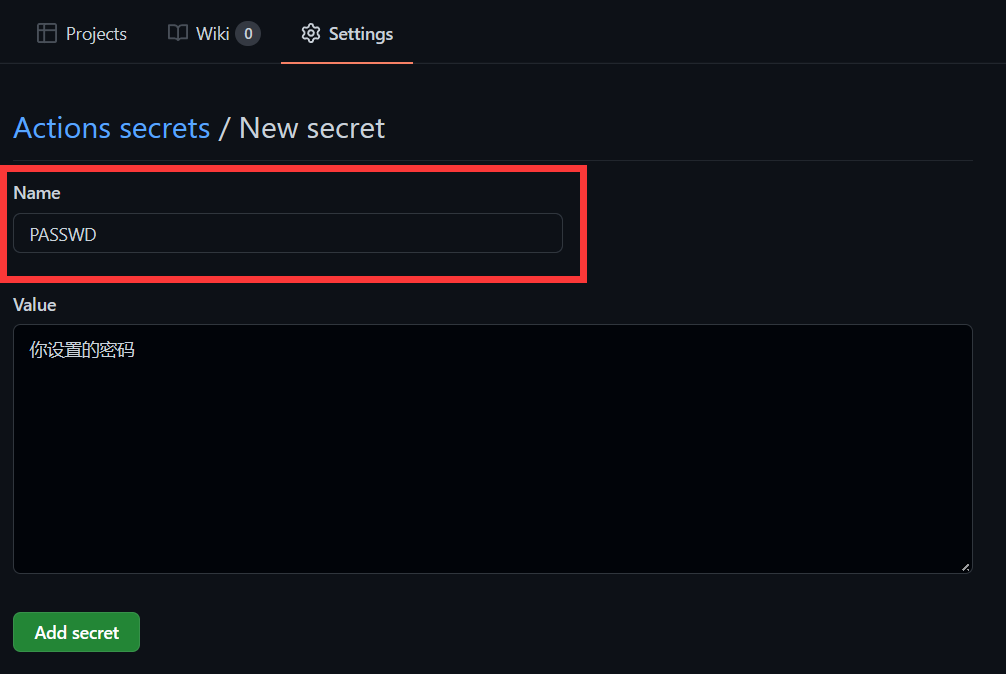 Projects Wiki 0 Settings
Actions secrets / New secret
Name
PASSWD
Value
你设置的密码
Add secret